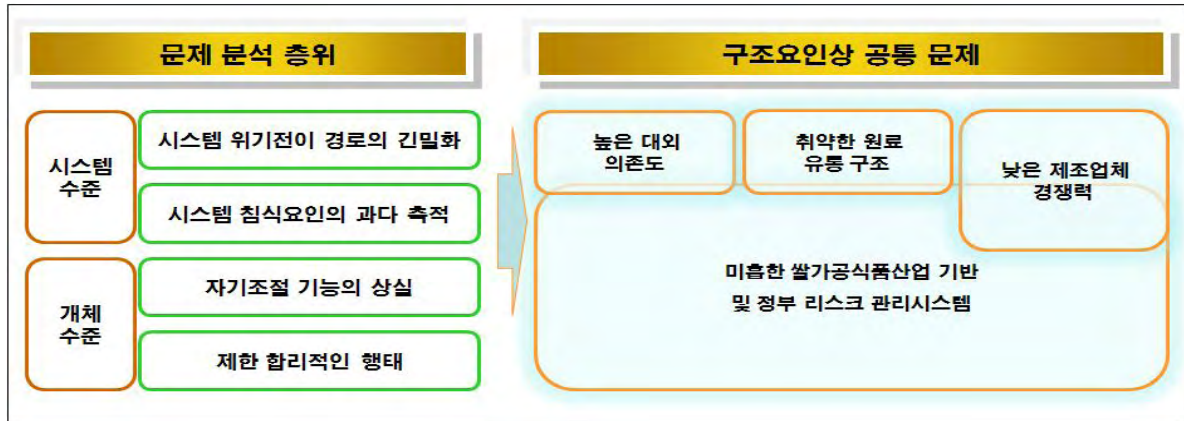 문제 분석 층위
구조요인상 공통 문제
시스템
수준
시스템 위기전이 경로의 긴밀화
시스템 침식요인의 과다 축적
개체
수준
자기조절 기능의 상실
제한 합리적인 행태
높은 대외
의존도
취약한 원료
유통 구조
낮은 제조업체
경쟁력
미흡한 쌀가공식품산업 기반
및 정부 리스크 관리시스템